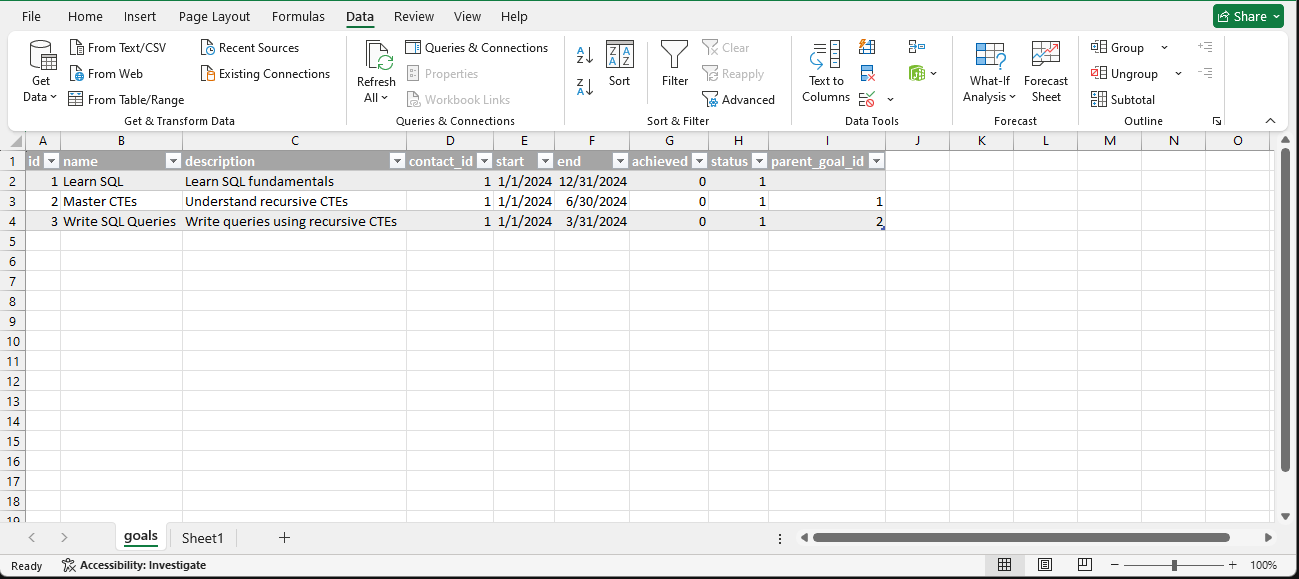 File Home Insert Page Layout Formulas Data Review View Help Share
Get Data
From Text/CSV
From Web
From Table/Range
Recent Sources
Existing Connections
Get & Transform Data
Refresh All
Queries & Connections
Properties
Workbook Links
Queries & Connections
Sort
Filter
Clear
Reapply
Advanced
Sort & Filter
Text to Columns
Data Tools
What-If Analysis
Forecast Sheet
Forecast
Group
Ungroup
Subtotal
Outline
A B C D E F G H I J K L M N O
1 id name description contact_id start end achieved status parent_goal_id
2 1 Learn SQL Learn SQL fundamentals 1 1/1/2024 12/31/2024 0 1
3 2 Master CTEs Understand recursive CTEs 1 1/1/2024 6/30/2024 0 1 1
4 3 Write SQL Queries Write queries using recursive CTEs 1 1/1/2024 3/31/2024 0 1 2
5
6
7
8
9
10
11
12
13
14
15
16
17
18
19
goals Sheet1
Ready Accessibility: Investigate 100%